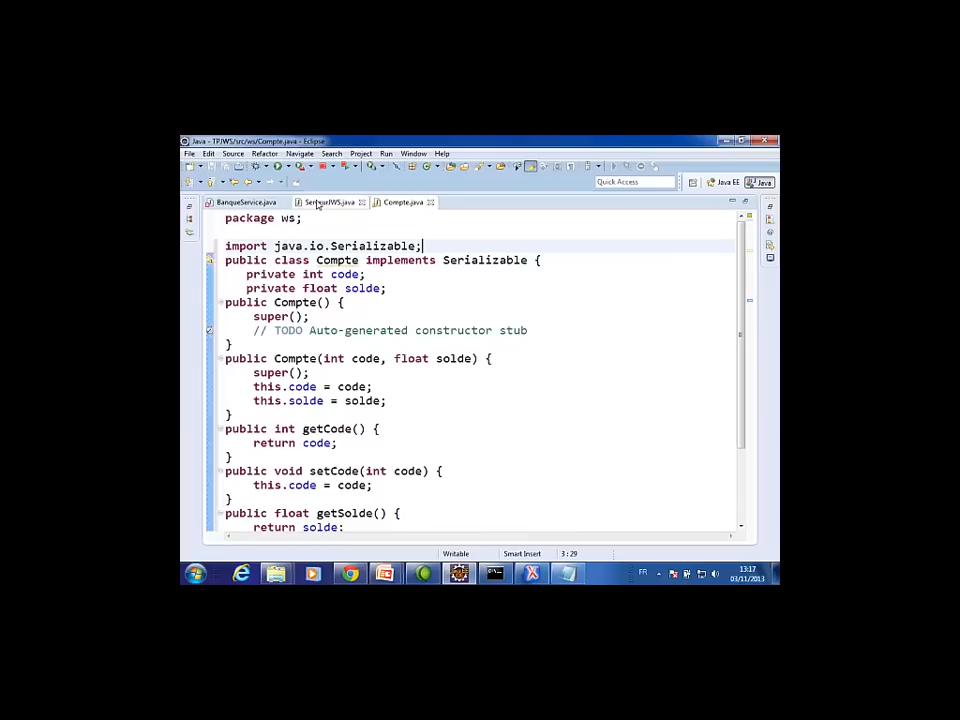 Java - TPJWS/src/ws/Compte.java - Eclipse
File Edit Source Refactor Navigate Search Project Run Window Help
Quick Access Java EE Java
BanqueService.java ServeurJWS.java Compte.java
package ws;
import java.io.Serializable;
public class Compte implements Serializable {
private int code;
private float solde;
public Compte() {
super();
// TODO Auto-generated constructor stub
}
public Compte(int code, float solde) {
super();
this.code = code;
this.solde = solde;
}
public int getCode() {
return code;
}
public void setCode(int code) {
this.code = code;
}
public float getSolde() {
return solde;
Writable Smart Insert 3 : 29
FR 13:17
03/11/2013